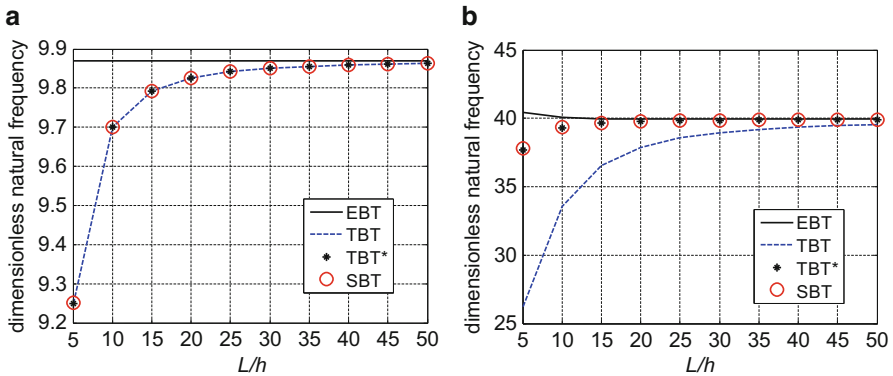 a
dimensionless natural frequency
9.9
9.8
9.7
9.6
9.5
9.4
9.3
9.2
EBT
TBT
TBT*
SBT
5 10 15 20 25 30 35 40 45 50
L/h
b
dimensionless natural frequency
45
40
35
30
25
EBT
TBT
TBT*
SBT
5 10 15 20 25 30 35 40 45 50
L/h